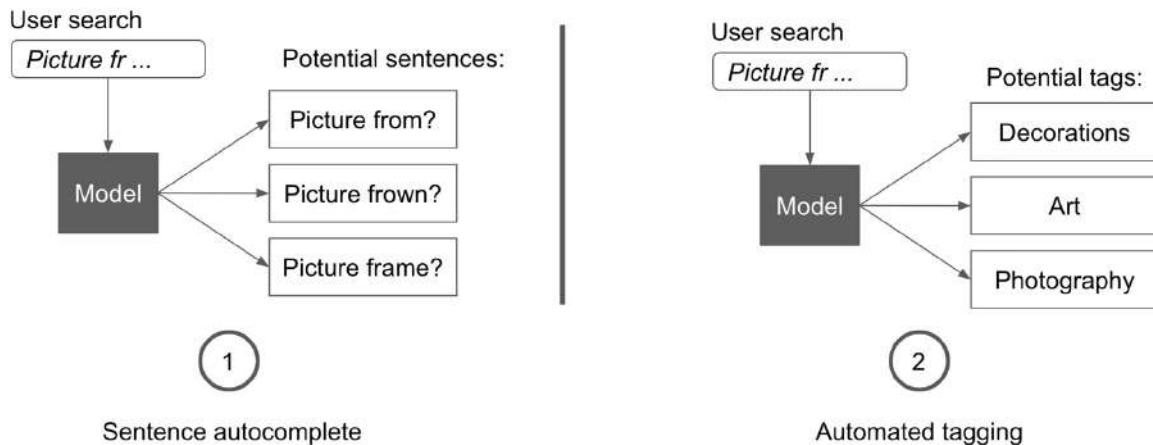 User search
Picture fr ...
Potential sentences:
Picture from?
Model
Picture frown?
Picture frame?
1
Sentence autocomplete
User search
Picture fr ...
Potential tags:
Decorations
Model
Art
Photography
2
Automated tagging